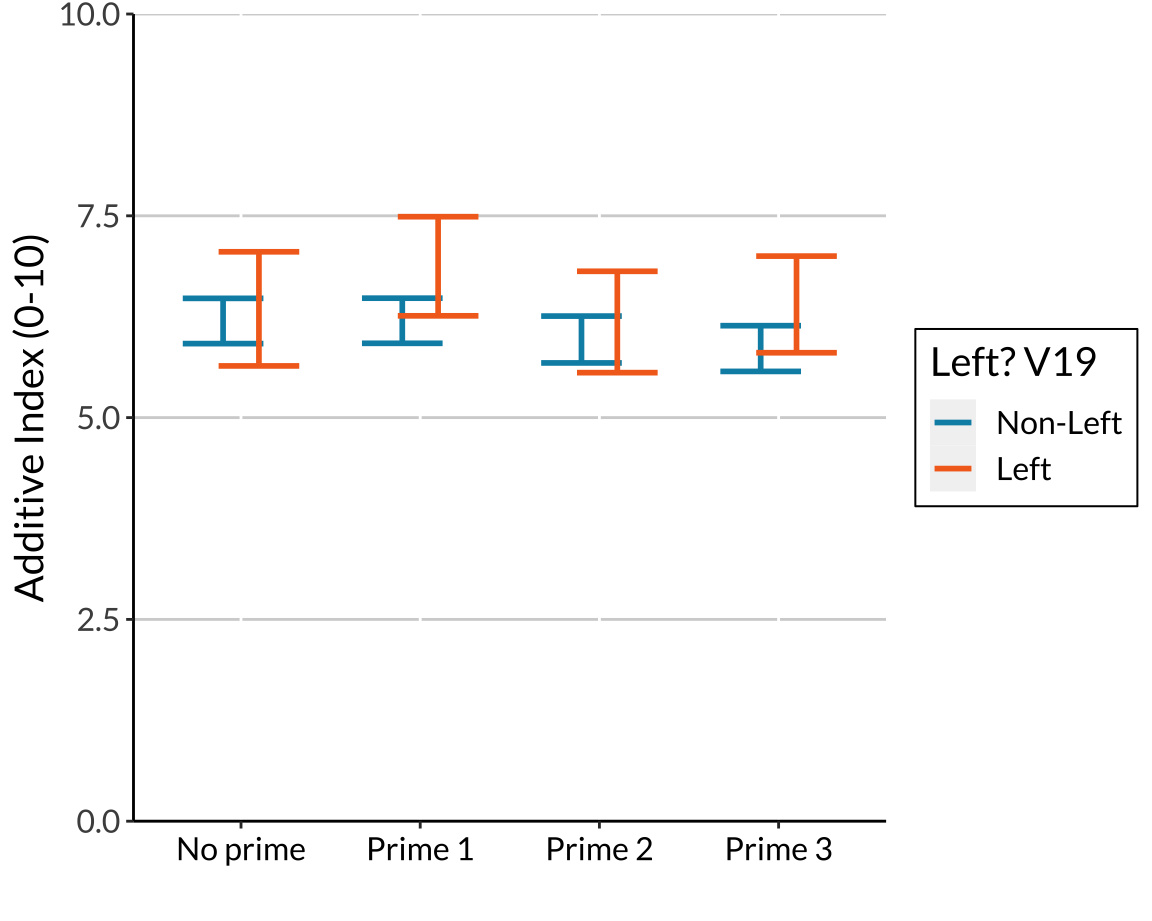 10.0
7.5
5.0
2.5
0.0
Additive Index (0-10)
No prime
Prime 1
Prime 2
Prime 3
Left? V19
Non-Left
Left